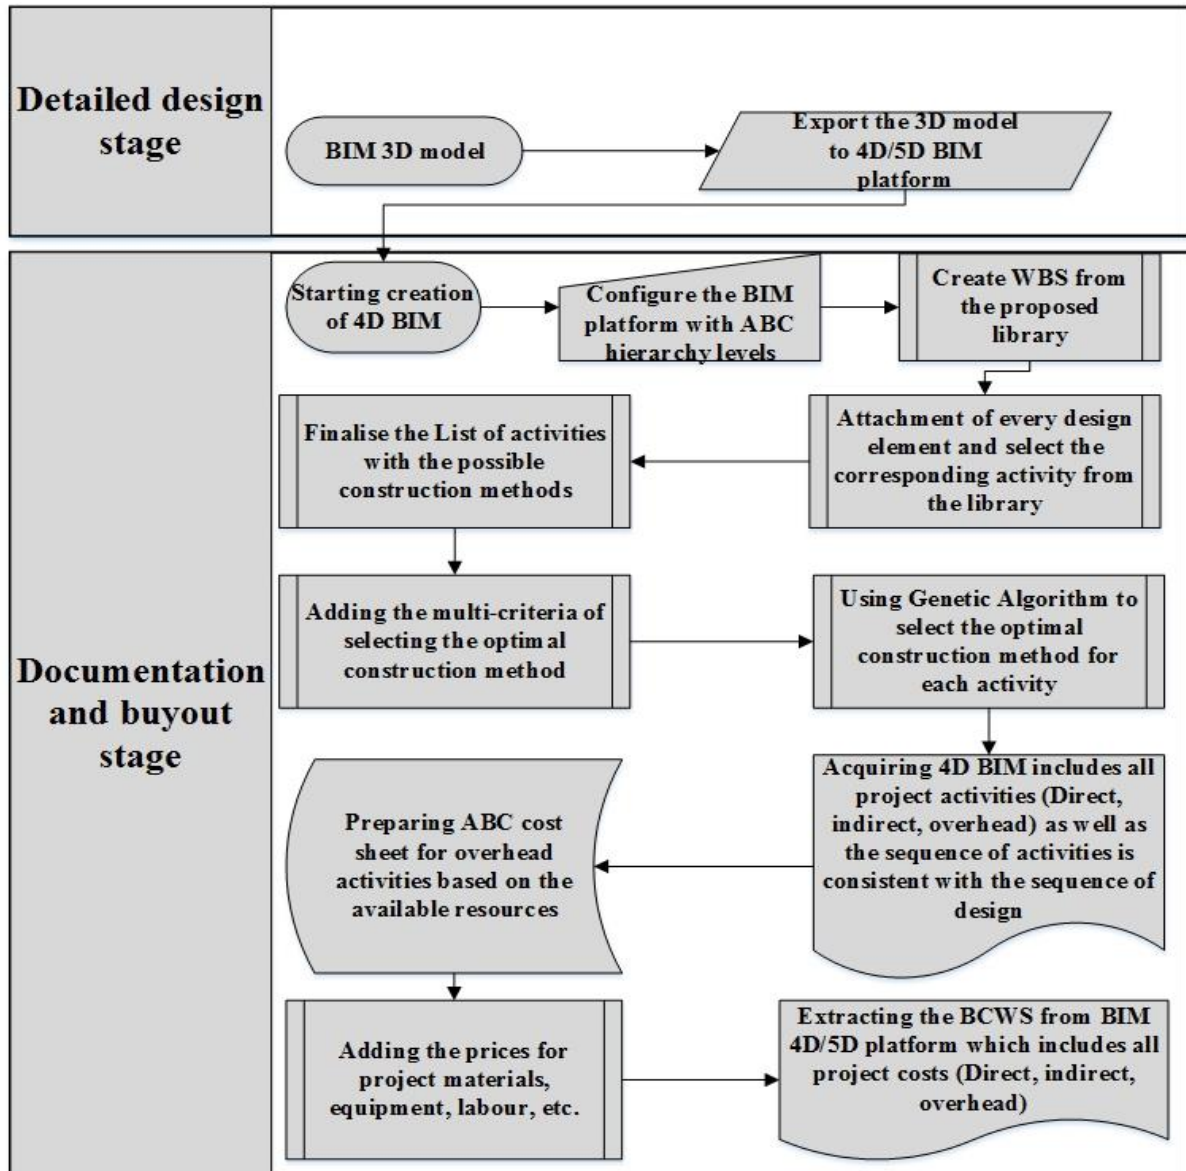 Detailed design
stage
BIM 3D model
Export the 3D model
to 4D/5D BIM
platform
Documentation
and buyout
stage
Starting creation
of 4D BIM
Configure the BIM
platform with ABC
hierarchy levels
Create WBS from
the proposed
library
Attachment of every design
element and select the
corresponding activity from
the library
Finalise the List of activities
with the possible
construction methods
Adding the multi-criteria of
selecting the optimal
construction method
Using Genetic Algorithm to
select the optimal
construction method for
each activity
Acquiring 4D BIM includes all
project activities (Direct,
indirect, overhead) as well as
the sequence of activities is
consistent with the sequence of
design
Preparing ABC cost
sheet for overhead
activities based on the
available resources
Adding the prices for
project materials,
equipment, labour, etc.
Extracting the BCWS from BIM
4D/5D platform which includes all
project costs (Direct, indirect,
overhead)